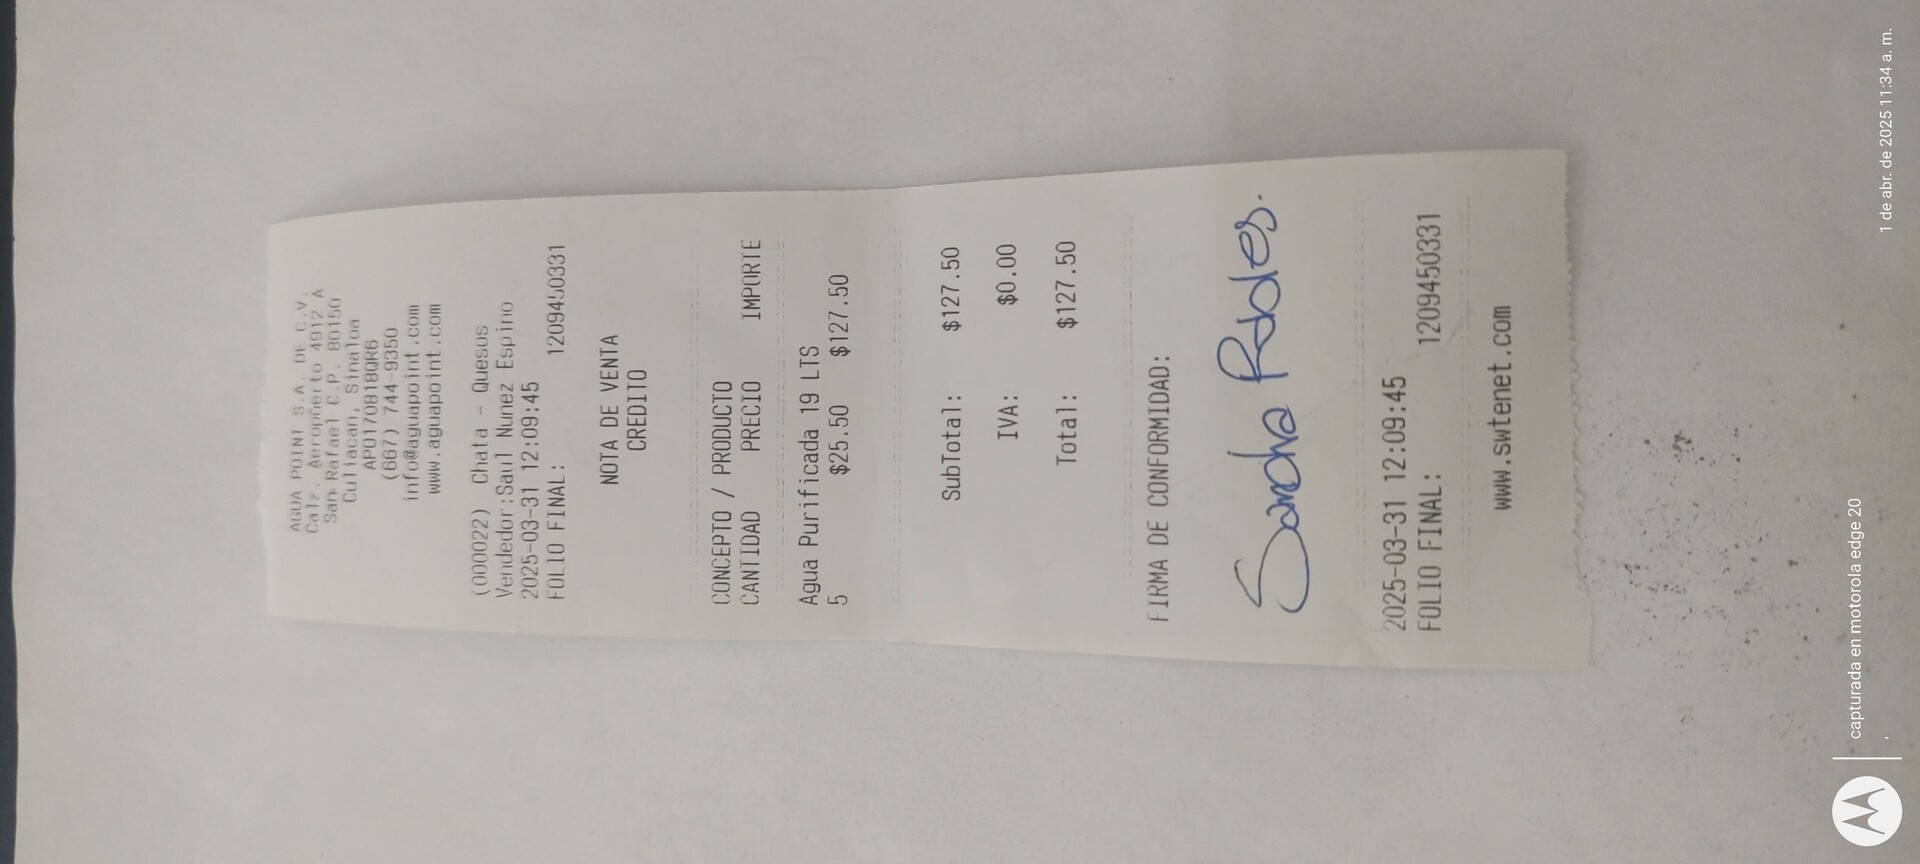 AGUA POINT S.A. DE C.V.
Calz. Aeropuerto 4912 A
San Rafael C.P. 80150
Culiacan, Sinaloa
APO170818QR6
(667) 744-9350
info@aguapoint.com
www.aguapoint.com
(000022) Chata - Quesos
Vendedor:Saul Nunez Espino
2025-03-31 12:09:45
FOLIO FINAL: 1209450331
NOTA DE VENTA
CREDITO
CONCEPTO / PRODUCTO
CANTIDAD PRECIO IMPORTE
Agua Purificada 19 LTS
5 $25.50 $127.50
SubTotal: $127.50
IVA: $0.00
Total: $127.50
FIRMA DE CONFORMIDAD:
Sandra Robles.
2025-03-31 12:09:45
FOLIO FINAL: 1209450331
www.swtenet.com
capturada en motorola edge 20
,
1 de abr. de 2025 11:34 a. m.